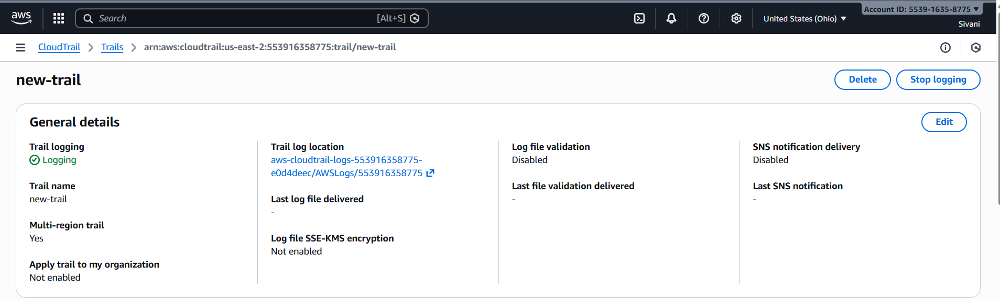 aws
Search
[Alt+S]
United States (Ohio)
Account ID: 5539-1635-8775
Sivani
CloudTrail
Trails
arn:aws:cloudtrail:us-east-2:553916358775:trail/new-trail
new-trail
Delete
Stop logging
General details
Edit
Trail logging
Logging
Trail name
new-trail
Multi-region trail
Yes
Apply trail to my organization
Not enabled
Trail log location
aws-cloudtrail-logs-553916358775-
e0d4deec/AWSLogs/553916358775
Last log file delivered
-
Log file SSE-KMS encryption
Not enabled
Log file validation
Disabled
Last file validation delivered
-
SNS notification delivery
Disabled
Last SNS notification
-